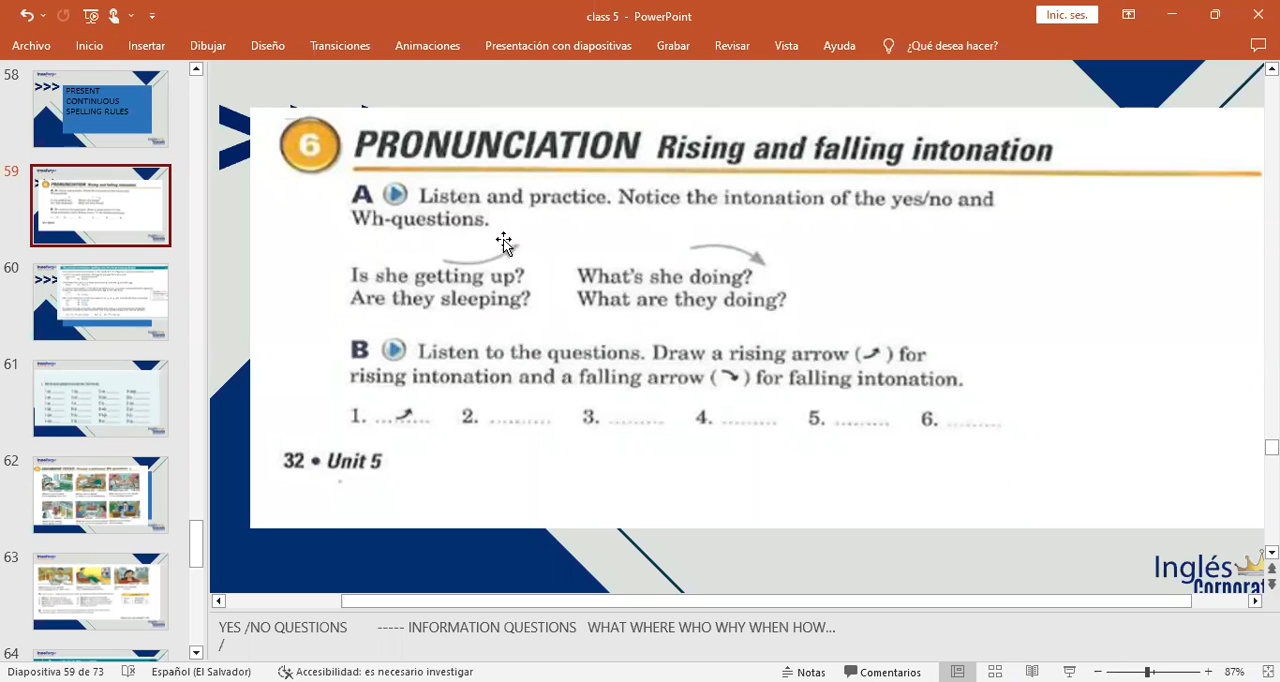 class 5 - PowerPoint
Inic. ses.
Archivo Inicio Insertar Dibujar Diseño Transiciones Animaciones Presentación con diapositivas Grabar Revisar Vista Ayuda ¿Qué desea hacer?
58
PRESENT
CONTINUOUS
SPELLING RULES
59
60
61
62
63
64
6 PRONUNCIATION Rising and falling intonation
A Listen and practice. Notice the intonation of the yes/no and
Wh-questions.
Is she getting up? What's she doing?
Are they sleeping? What are they doing?
B Listen to the questions. Draw a rising arrow ( ) for
rising intonation and a falling arrow ( ) for falling intonation.
1. 2. 3. 4. 5. 6.
32 • Unit 5
Inglés
Corporat
YES /NO QUESTIONS ----- INFORMATION QUESTIONS WHAT WHERE WHO WHY WHEN HOW...
/
Diapositiva 59 de 73 Español (El Salvador) Accesibilidad: es necesario investigar Notas Comentarios 87%